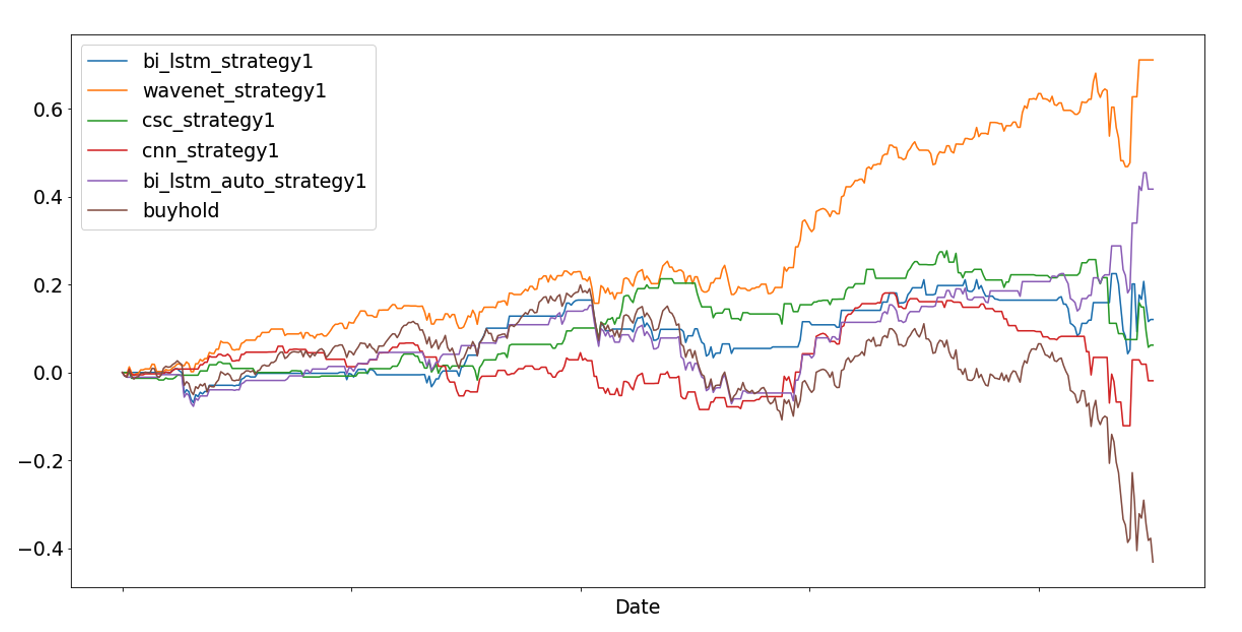 bi_lstm_strategy1
wavenet_strategy1
csc_strategy1
cnn_strategy1
bi_lstm_auto_strategy1
buyhold
0.6
0.4
0.2
0.0
−0.2
−0.4
Date